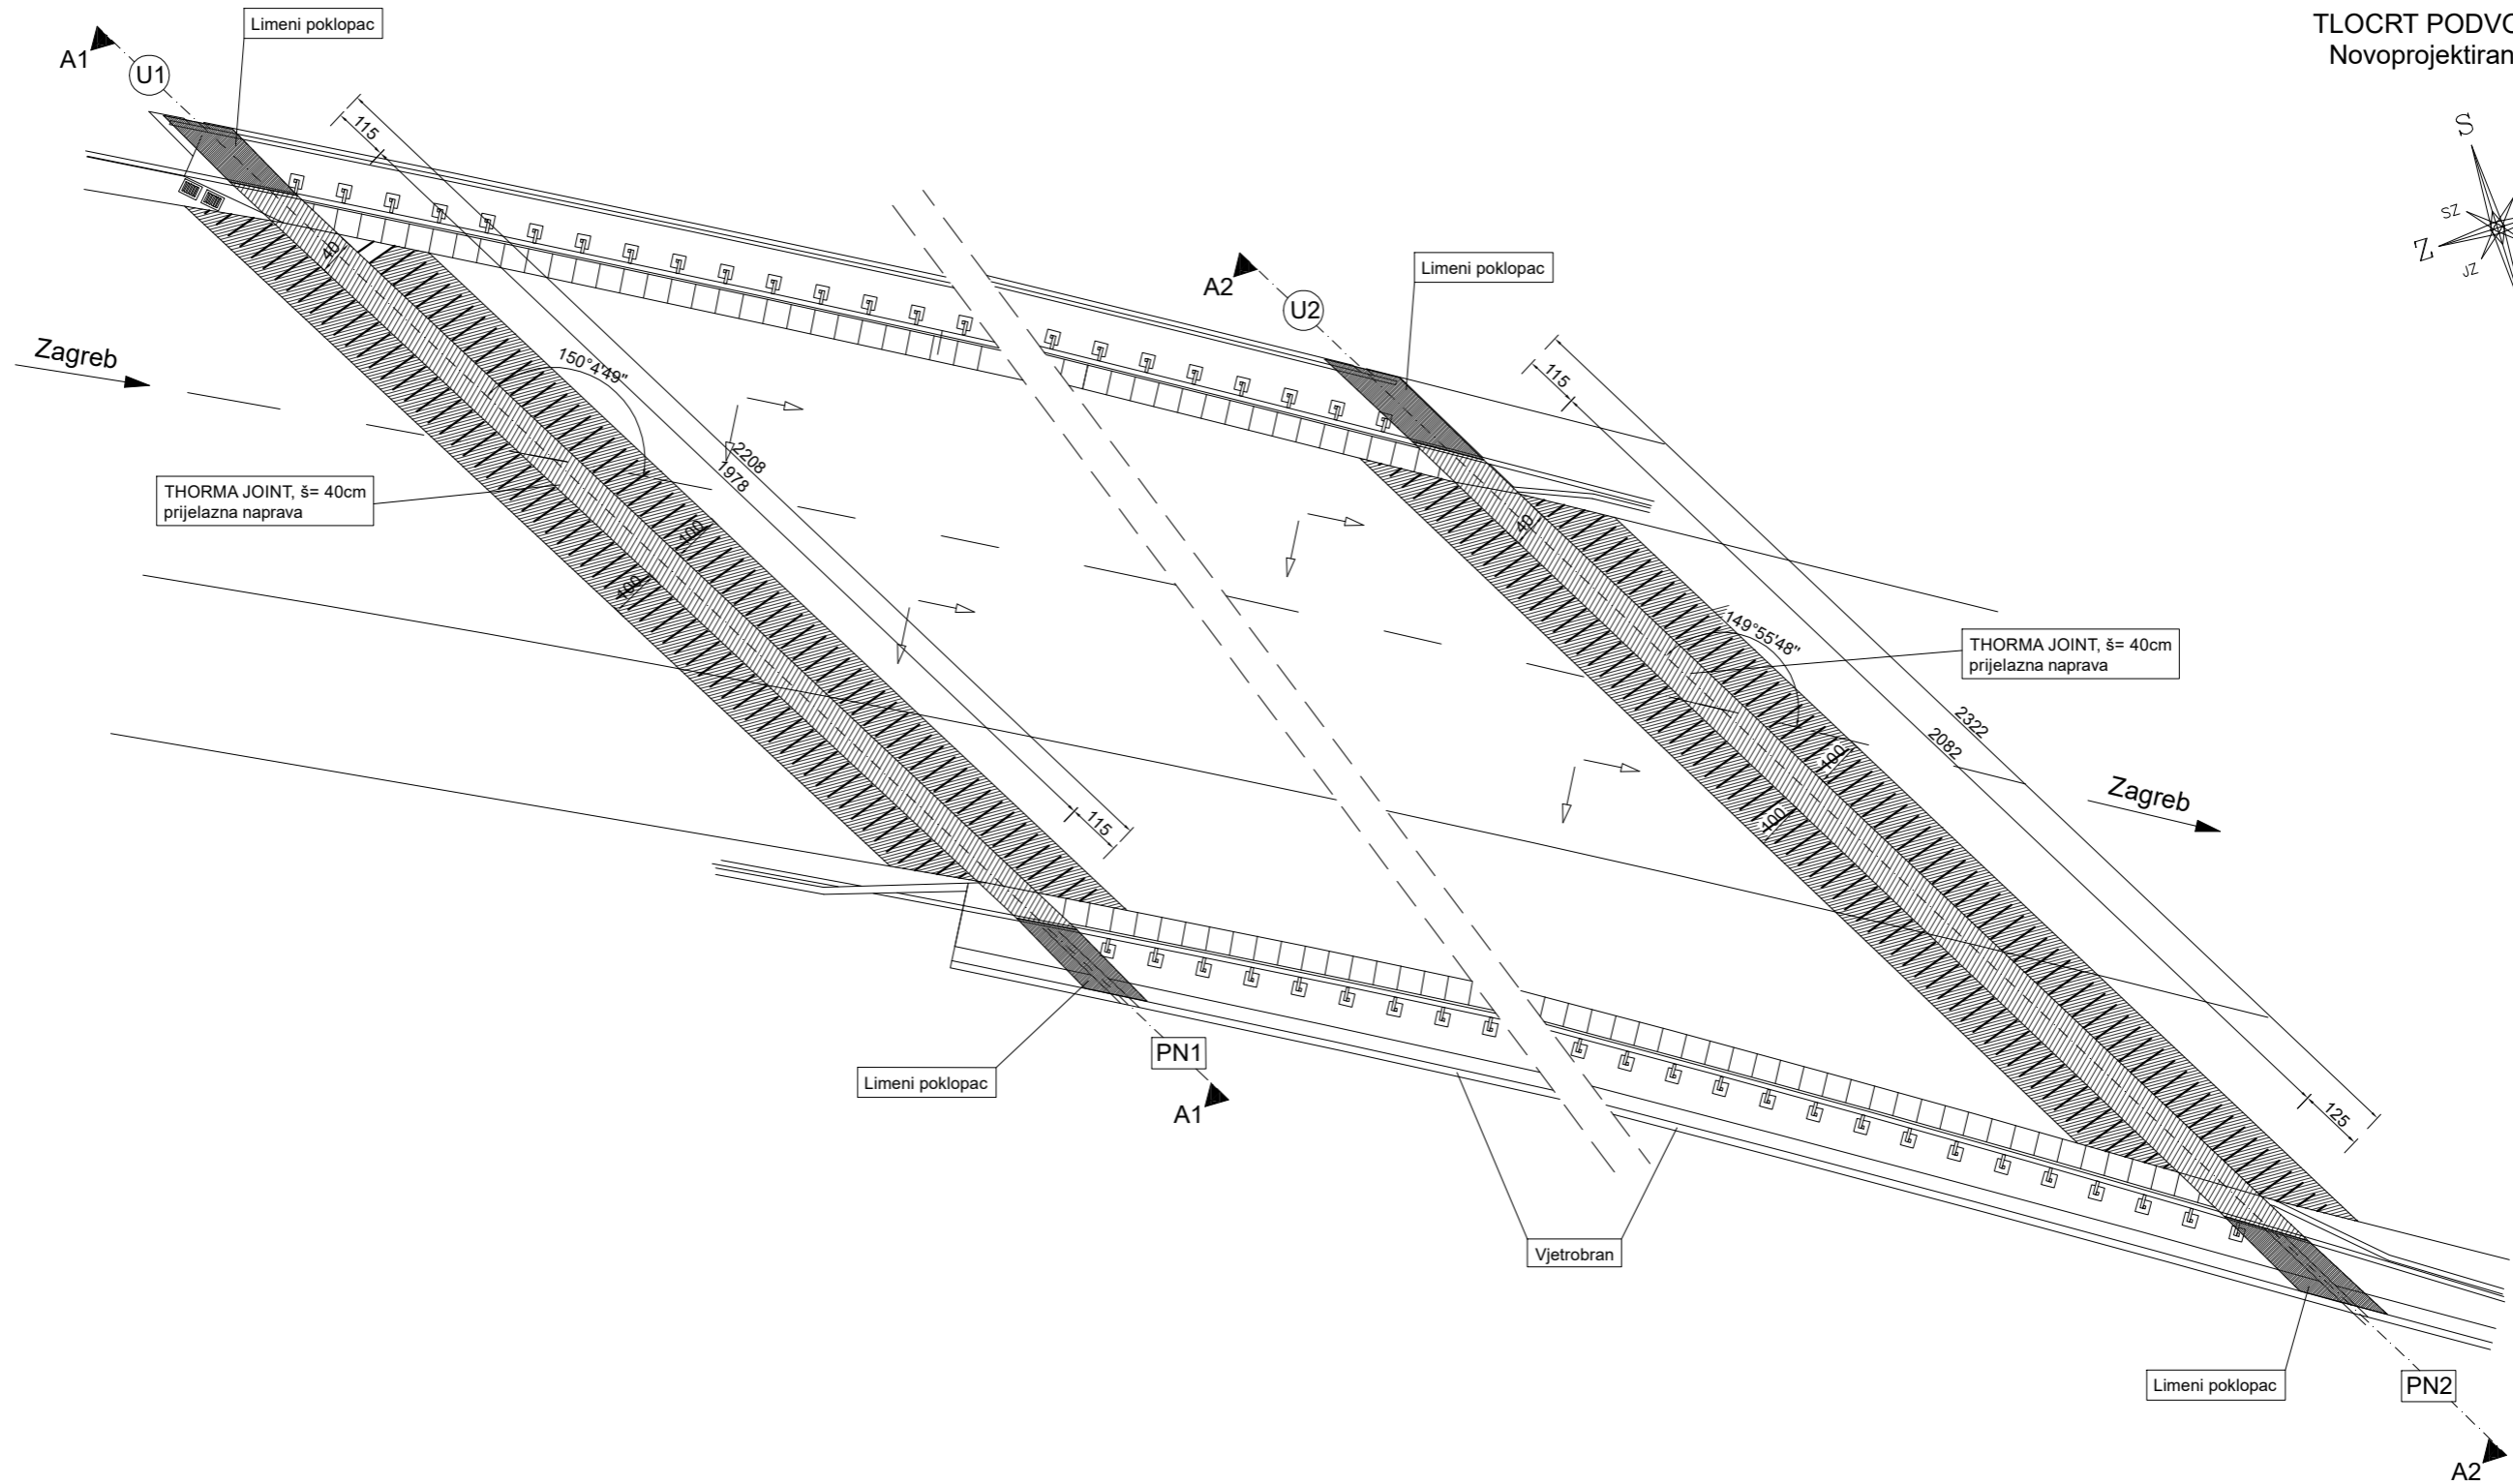 TLOCRT PODVO
Novoprojektiran
Limeni poklopac
A1
U1
S
SZ
Z
JZ
115
40
A2
U2
Limeni poklopac
115
Zagreb
150°4'49"
2208
1978
THORMA JOINT, š= 40cm
prijelazna naprava
100
100
40
149°55'48"
THORMA JOINT, š= 40cm
prijelazna naprava
2322
2082
100
100
Zagreb
115
PN1
Limeni poklopac
A1
125
Vjetrobran
Limeni poklopac
PN2
A2